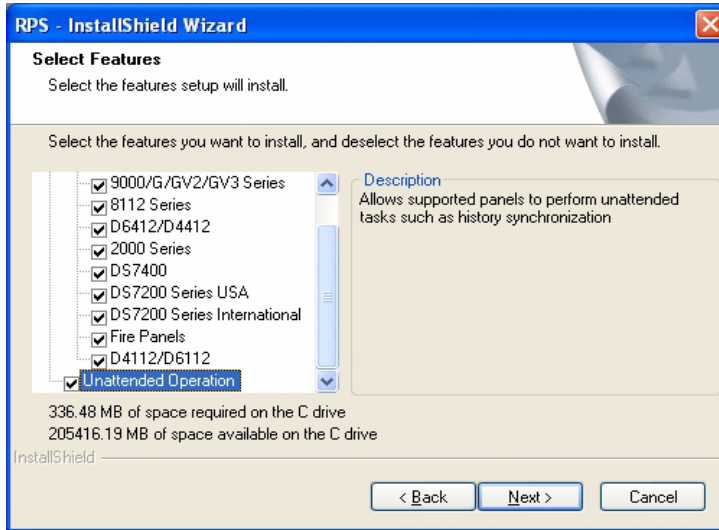 RPS - InstallShield Wizard
Select Features
Select the features setup will install.
Select the features you want to install, and deselect the features you do not want to install.
9000/G/GV2/GV3 Series
8112 Series
D6412/D4412
2000 Series
DS7400
DS7200 Series USA
DS7200 Series International
Fire Panels
D4112/D6112
Unattended Operation
Description
Allows supported panels to perform unattended
tasks such as history synchronization
336.48 MB of space required on the C drive
205416.19 MB of space available on the C drive
InstallShield
< Back
Next >
Cancel